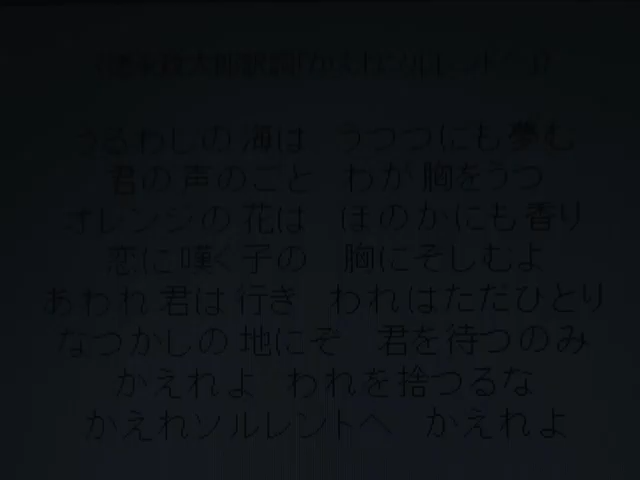 うるわしの海は　うつつにも夢む
君の声のごと　わが胸をうつ
オレンジの花は　ほのかにも香り
恋に嘆く子の　胸にそしむよ
あわれ君は行き　われはただひとり
なつかしの地にぞ　君を待つのみ
かえれよ　われを捨つるな
かえれソルレントへ　かえれよ